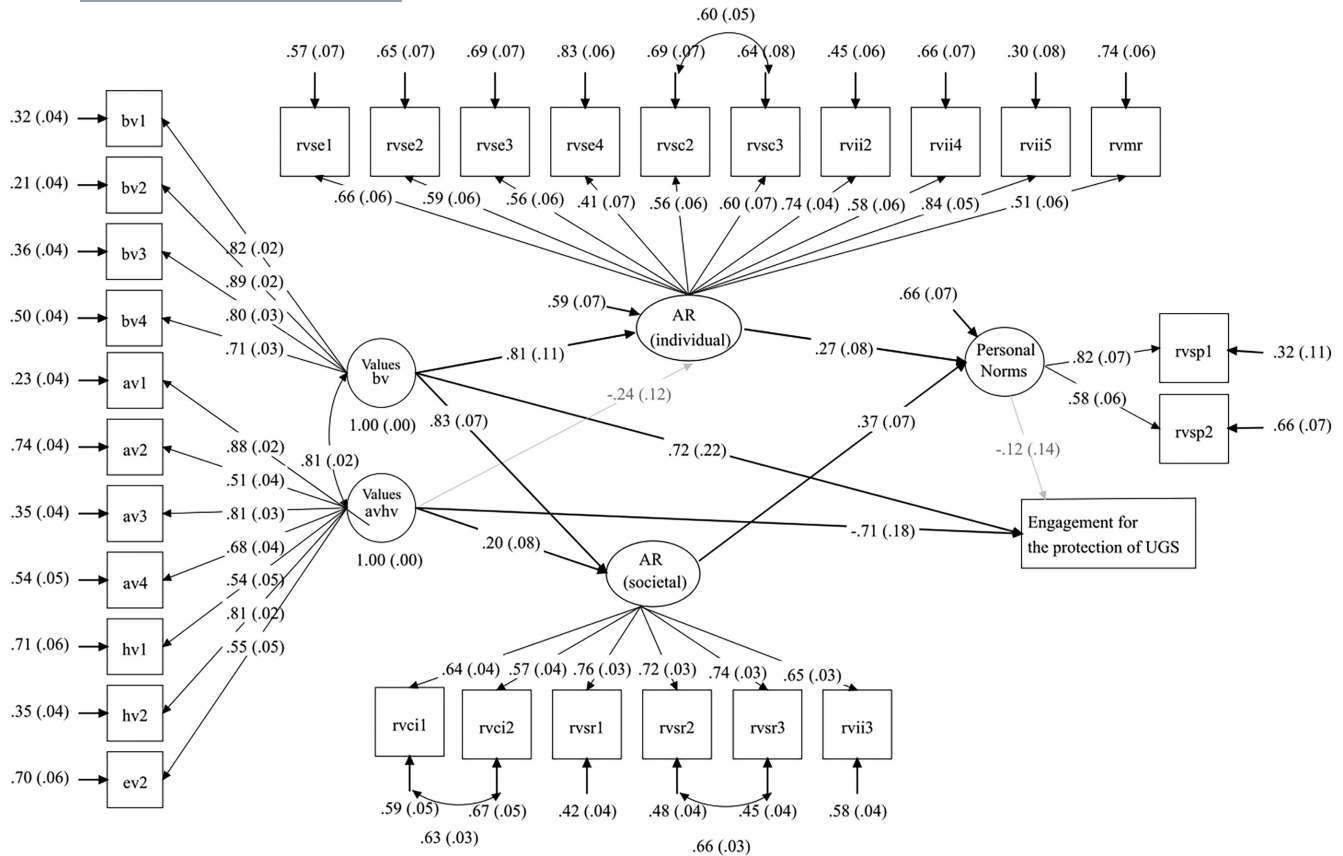 .60 (.05)
.57 (.07) .65 (.07) .69 (.07) .83 (.06) .69 (.07) .64 (.08) .45 (.06) .66 (.07) .30 (.08) .74 (.06)
rvse1 rvse2 rvse3 rvse4 rvsc2 rvsc3 rvii2 rvii4 rvii5 rvmr
.66 (.06) .59 (.06) .56 (.06) .41 (.07) .56 (.06) .60 (.07) .74 (.04) .58 (.06) .84 (.05) .51 (.06)
.32 (.04) bv1
.21 (.04) bv2
.36 (.04) bv3
.50 (.04) bv4
.23 (.04) av1
.74 (.04) av2
.35 (.04) av3
.54 (.05) av4
.71 (.06) hv1
.35 (.04) hv2
.70 (.06) ev2
.82 (.02)
.89 (.02)
.80 (.03)
.71 (.03)
.88 (.02)
.51 (.04)
.81 (.03)
.68 (.04)
.54 (.05)
.81 (.02)
.55 (.05)
Values
bv
1.00 (.00)
.81 (.02)
Values
avhv
1.00 (.00)
.59 (.07)
AR
(individual)
.81 (.11)
-.24 (.12)
.83 (.07)
.72 (.22)
.20 (.08)
-.71 (.18)
.27 (.08)
.37 (.07)
.66 (.07)
Personal
Norms
.82 (.07)
.58 (.06)
rvsp1 .32 (.11)
rvsp2 .66 (.07)
-.12 (.14)
Engagement for
the protection of UGS
AR
(societal)
.64 (.04) .57 (.04) .76 (.03) .72 (.03) .74 (.03) .65 (.03)
rvci1 rvci2 rvsr1 rvsr2 rvsr3 rvii3
.59 (.05) .67 (.05) .42 (.04) .48 (.04) .45 (.04) .58 (.04)
.63 (.03) .66 (.03)